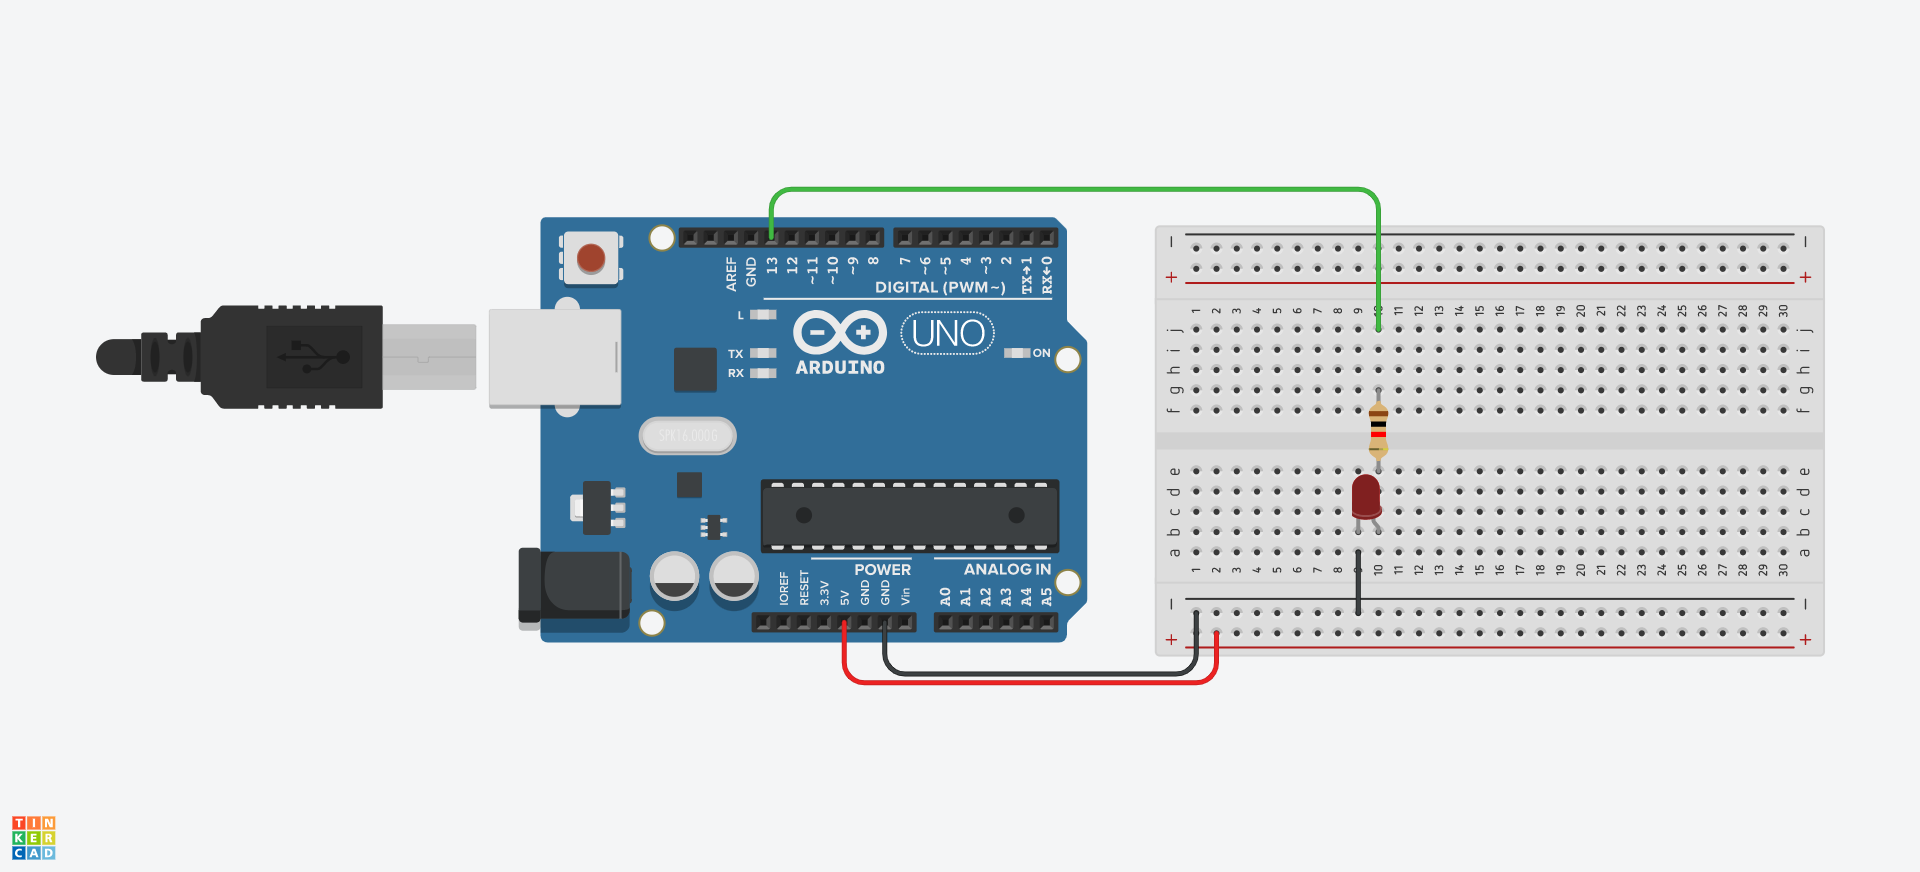 AREF GND 13 12 ~11 ~10 ~9 8 7 ~6 ~5 4 ~3 2 TX→1 RX←0
DIGITAL (PWM~)
L
TX
RX
ARDUINO
UNO
ON
SPK16.000G
POWER
ANALOG IN
IOREF RESET 3.3V 5V GND GND Vin A0 A1 A2 A3 A4 A5
1 2 3 4 5 6 7 8 9 11 12 13 14 15 16 17 18 19 20 21 22 23 24 25 26 27 28 29 30
j j
i i
h h
g g
f f
e e
d d
c c
b b
a a
1 2 3 4 5 6 7 8 10 11 12 13 14 15 16 17 18 19 20 21 22 23 24 25 26 27 28 29 30
TIN
KER
CAD